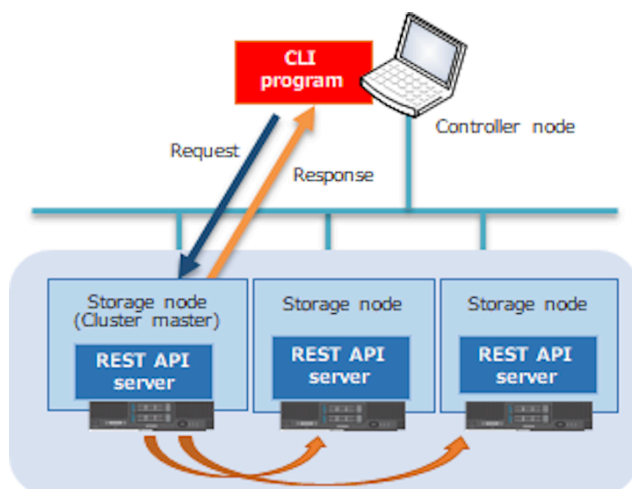 CLI
program
Controller node
Request
Response
Storage node
(Cluster master)
REST API
server
Storage node
REST API
server
Storage node
REST API
server